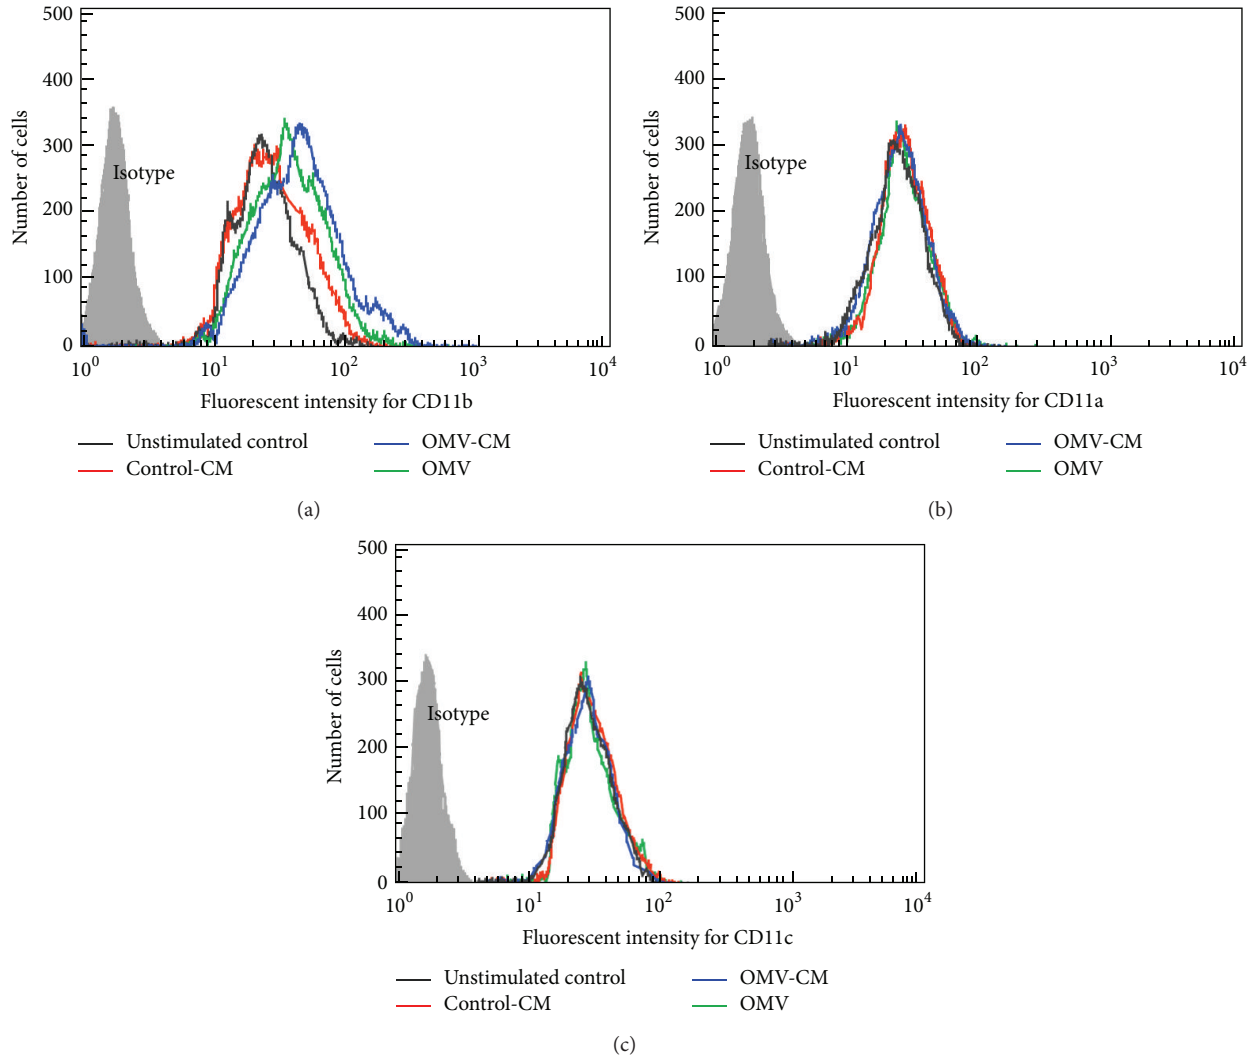 500
400
300
200
100
0
Number of cells
Isotype
10^0 10^1 10^2 10^3 10^4
Fluorescent intensity for CD11b
Unstimulated control
Control-CM
OMV-CM
OMV
(a)
500
400
300
200
100
0
Number of cells
Isotype
10^0 10^1 10^2 10^3 10^4
Fluorescent intensity for CD11a
Unstimulated control
Control-CM
OMV-CM
OMV
(b)
500
400
300
200
100
0
Number of cells
Isotype
10^0 10^1 10^2 10^3 10^4
Fluorescent intensity for CD11c
Unstimulated control
Control-CM
OMV-CM
OMV
(c)